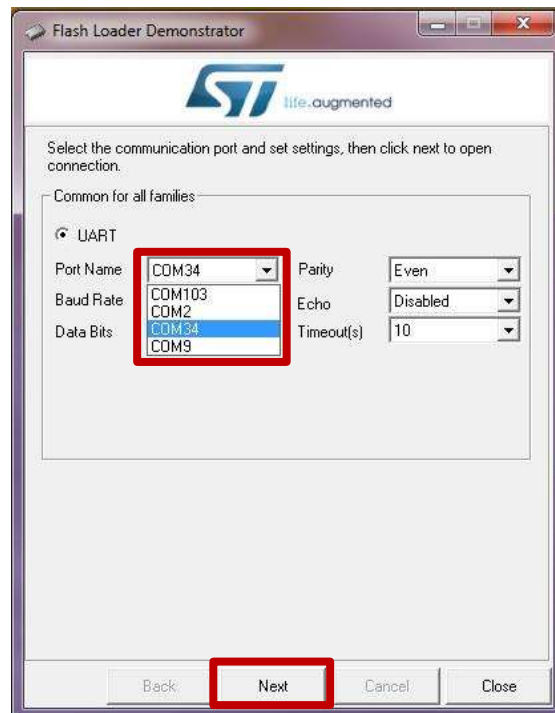 Flash Loader Demonstrator
ST
life.augmented
Select the communication port and set settings, then click next to open
connection.
Common for all families
UART
Port Name COM34 Parity Even
COM103
Baud Rate COM2 Echo Disabled
Data Bits COM34 Timeout(s) 10
COM9
Back Next Cancel Close